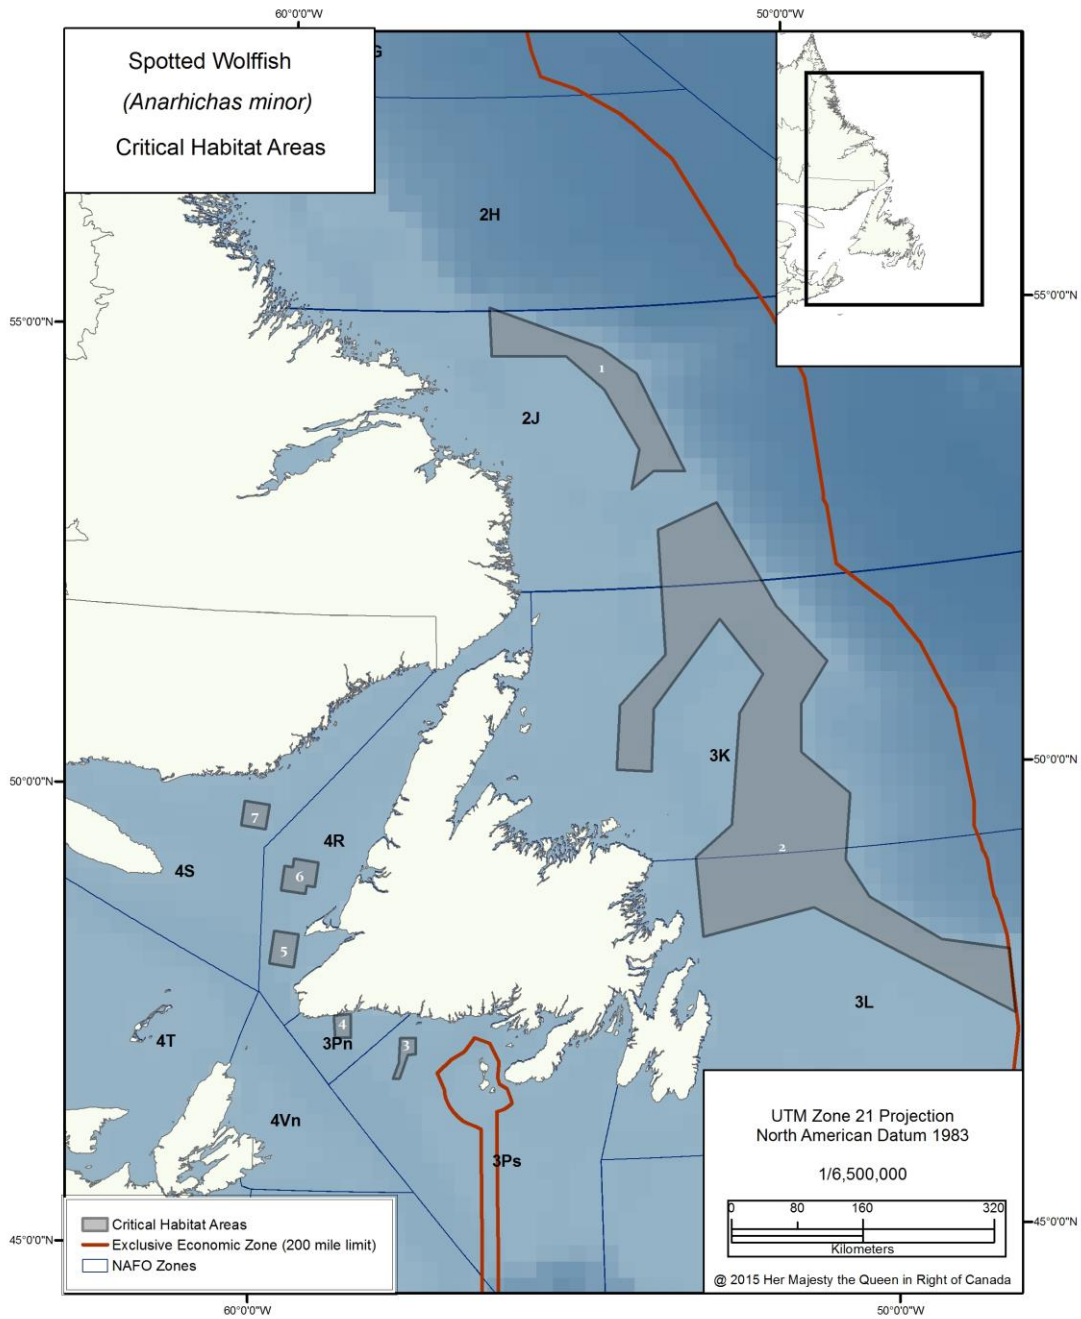 60°0'0"W
50°0'0"W
Spotted Wolffish
(Anarhichas minor)
Critical Habitat Areas
G
2H
55°0'0"N
55°0'0"N
1
2J
3K
50°0'0"N
50°0'0"N
7
4R
2
4S
6
5
3L
4
3Pn
3
4T
4Vn
3Ps
UTM Zone 21 Projection
North American Datum 1983
1/6,500,000
0 80 160 320
Kilometers
@ 2015 Her Majesty the Queen in Right of Canada
Critical Habitat Areas
Exclusive Economic Zone (200 mile limit)
NAFO Zones
45°0'0"N
45°0'0"N
60°0'0"W
50°0'0"W